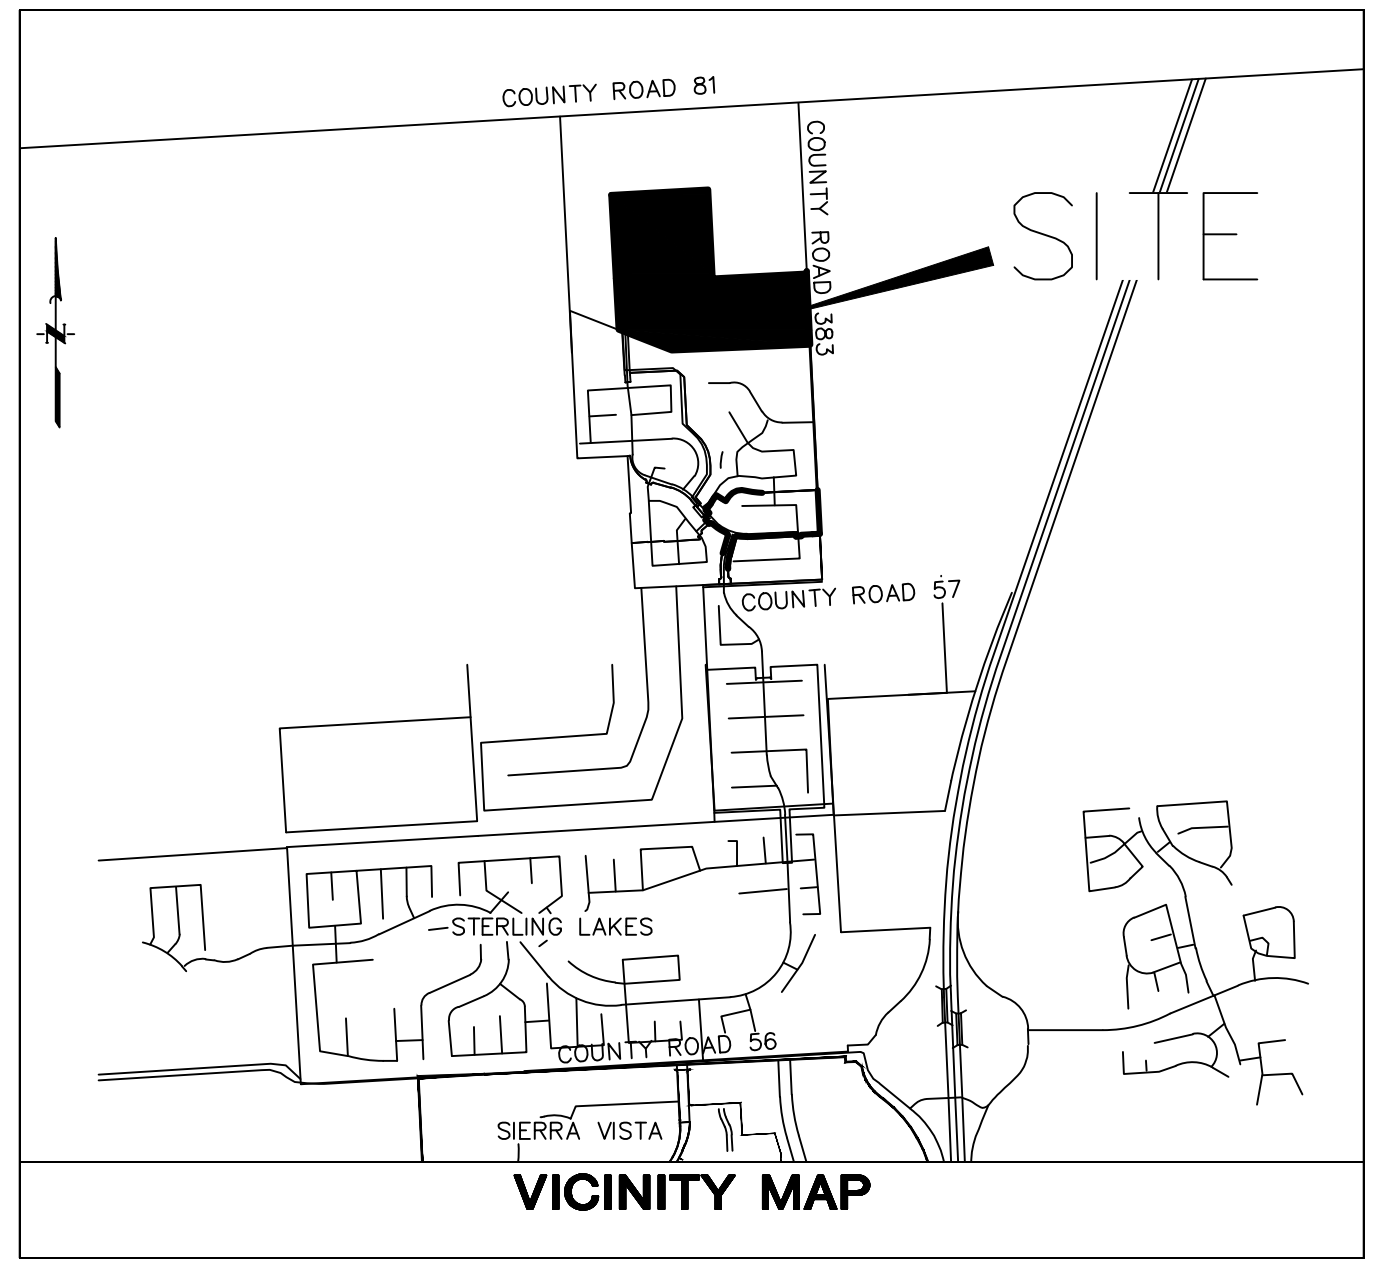 COUNTY ROAD 81
COUNTY ROAD 383
SITE
N
COUNTY ROAD 57
STERLING LAKES
COUNTY ROAD 56
SIERRA VISTA
VICINITY MAP